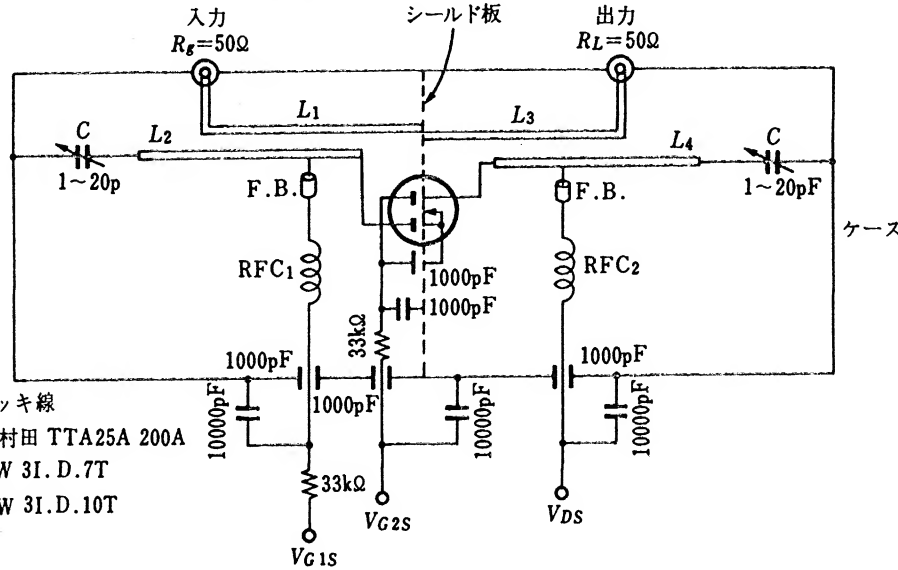 入力
Rg=50Ω
シールド板
出力
RL=50Ω
L1
L3
C
L2
L4
C
1～20p
F.B.
F.B.
1～20pF
ケース
RFC1
1000pF
RFC2
1000pF
33kΩ
1000pF
1000pF
1000pF
10000pF
10000pF
10000pF
ッキ線
村田 TTA25A 200A
W 3I.D.7T
W 3I.D.10T
33kΩ
VG2S
VDS
VG1S